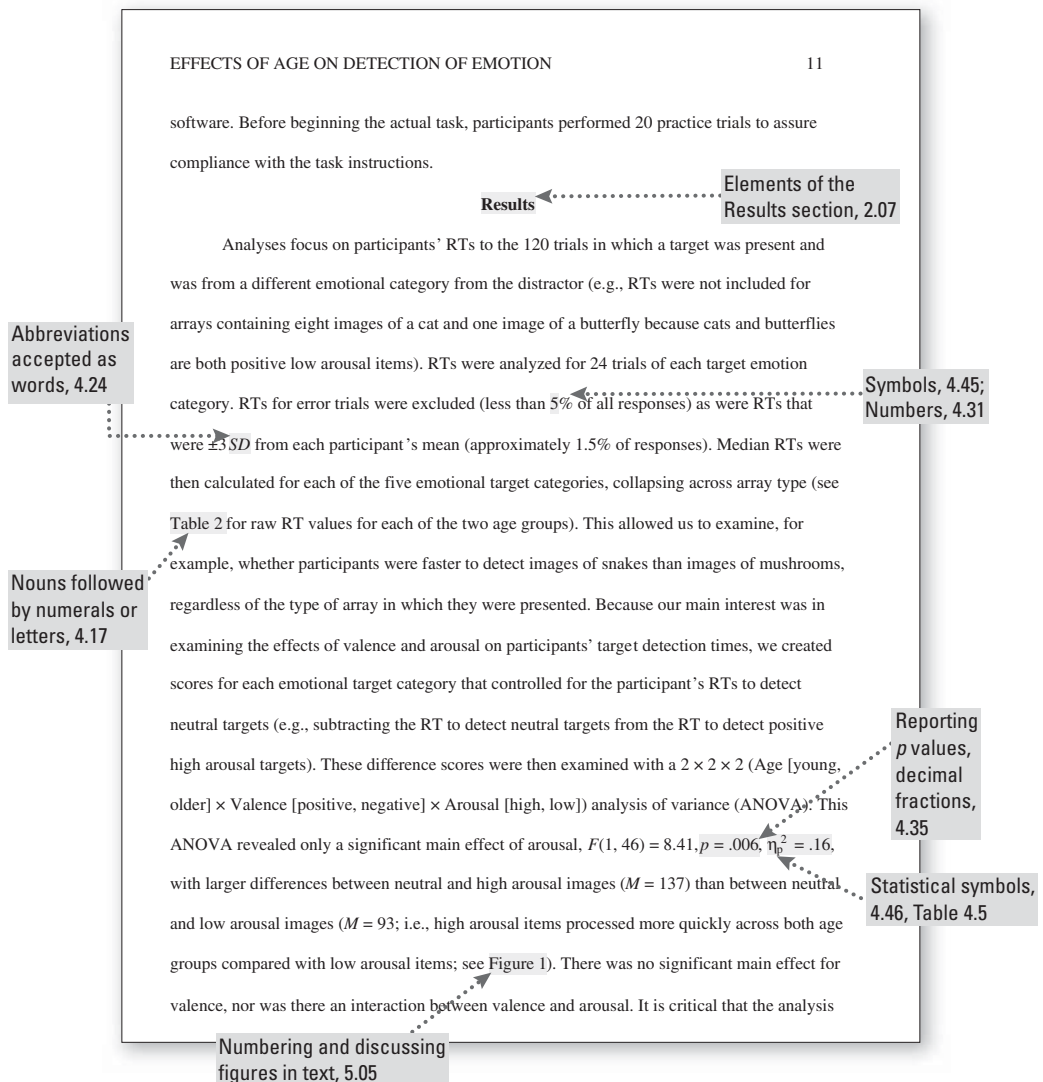 EFFECTS OF AGE ON DETECTION OF EMOTION 11
software. Before beginning the actual task, participants performed 20 practice trials to assure
compliance with the task instructions.
Elements of the
Results section, 2.07
Results
Analyses focus on participants' RTs to the 120 trials in which a target was present and
was from a different emotional category from the distractor (e.g., RTs were not included for
arrays containing eight images of a cat and one image of a butterfly because cats and butterflies
Abbreviations
accepted as
words, 4.24
are both positive low arousal items). RTs were analyzed for 24 trials of each target emotion
category. RTs for error trials were excluded (less than 5% of all responses) as were RTs that
Symbols, 4.45;
Numbers, 4.31
were ±3 SD from each participant's mean (approximately 1.5% of responses). Median RTs were
then calculated for each of the five emotional target categories, collapsing across array type (see
Table 2 for raw RT values for each of the two age groups). This allowed us to examine, for
example, whether participants were faster to detect images of snakes than images of mushrooms,
Nouns followed
by numerals or
letters, 4.17
regardless of the type of array in which they were presented. Because our main interest was in
examining the effects of valence and arousal on participants' target detection times, we created
scores for each emotional target category that controlled for the participant's RTs to detect
neutral targets (e.g., subtracting the RT to detect neutral targets from the RT to detect positive
high arousal targets). These difference scores were then examined with a 2 × 2 × 2 (Age [young,
Reporting
p values,
decimal
fractions,
4.35
older] × Valence [positive, negative] × Arousal [high, low]) analysis of variance (ANOVA). This
ANOVA revealed only a significant main effect of arousal, F(1, 46) = 8.41, p = .006, ηp² = .16,
with larger differences between neutral and high arousal images (M = 137) than between neutral
Statistical symbols,
4.46, Table 4.5
and low arousal images (M = 93; i.e., high arousal items processed more quickly across both age
groups compared with low arousal items; see Figure 1). There was no significant main effect for
valence, nor was there an interaction between valence and arousal. It is critical that the analysis
Numbering and discussing
figures in text, 5.05